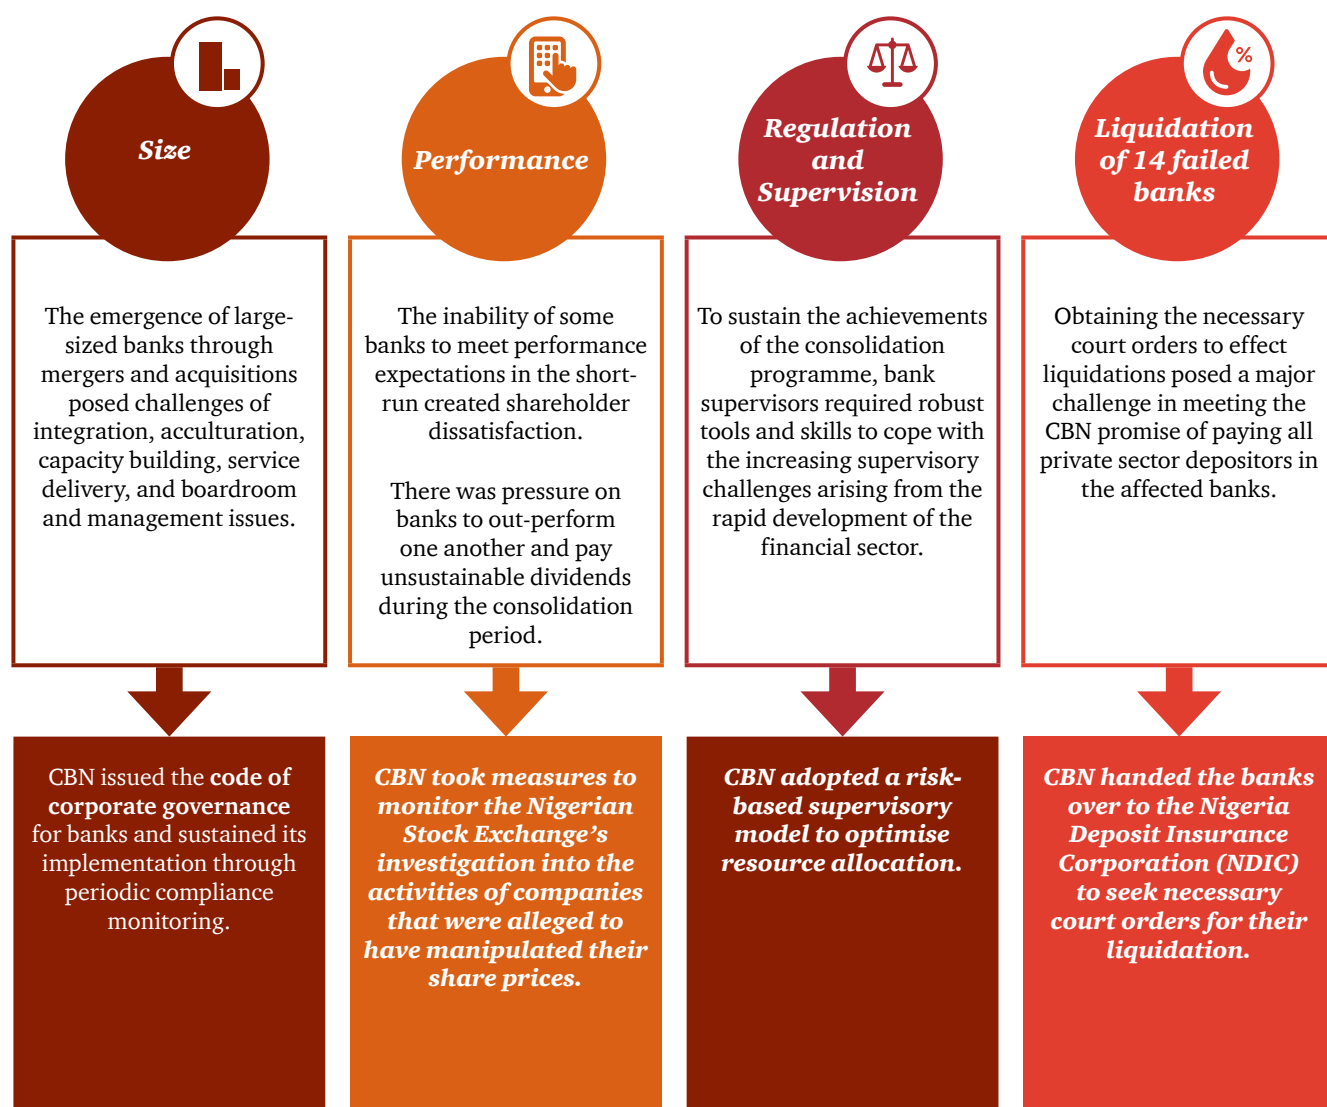 Size
The emergence of large-
sized banks through
mergers and acquisitions
posed challenges of
integration, acculturation,
capacity building, service
delivery, and boardroom
and management issues.
CBN issued the code of
corporate governance
for banks and sustained its
implementation through
periodic compliance
monitoring.
Performance
The inability of some
banks to meet performance
expectations in the short-
run created shareholder
dissatisfaction.
There was pressure on
banks to out-perform
one another and pay
unsustainable dividends
during the consolidation
period.
CBN took measures to
monitor the Nigerian
Stock Exchange’s
investigation into the
activities of companies
that were alleged to
have manipulated their
share prices.
Regulation
and
Supervision
To sustain the achievements
of the consolidation
programme, bank
supervisors required robust
tools and skills to cope with
the increasing supervisory
challenges arising from the
rapid development of the
financial sector.
CBN adopted a risk-
based supervisory
model to optimise
resource allocation.
%
Liquidation
of 14 failed
banks
Obtaining the necessary
court orders to effect
liquidations posed a major
challenge in meeting the
CBN promise of paying all
private sector depositors in
the affected banks.
CBN handed the banks
over to the Nigeria
Deposit Insurance
Corporation (NDIC)
to seek necessary
court orders for their
liquidation.